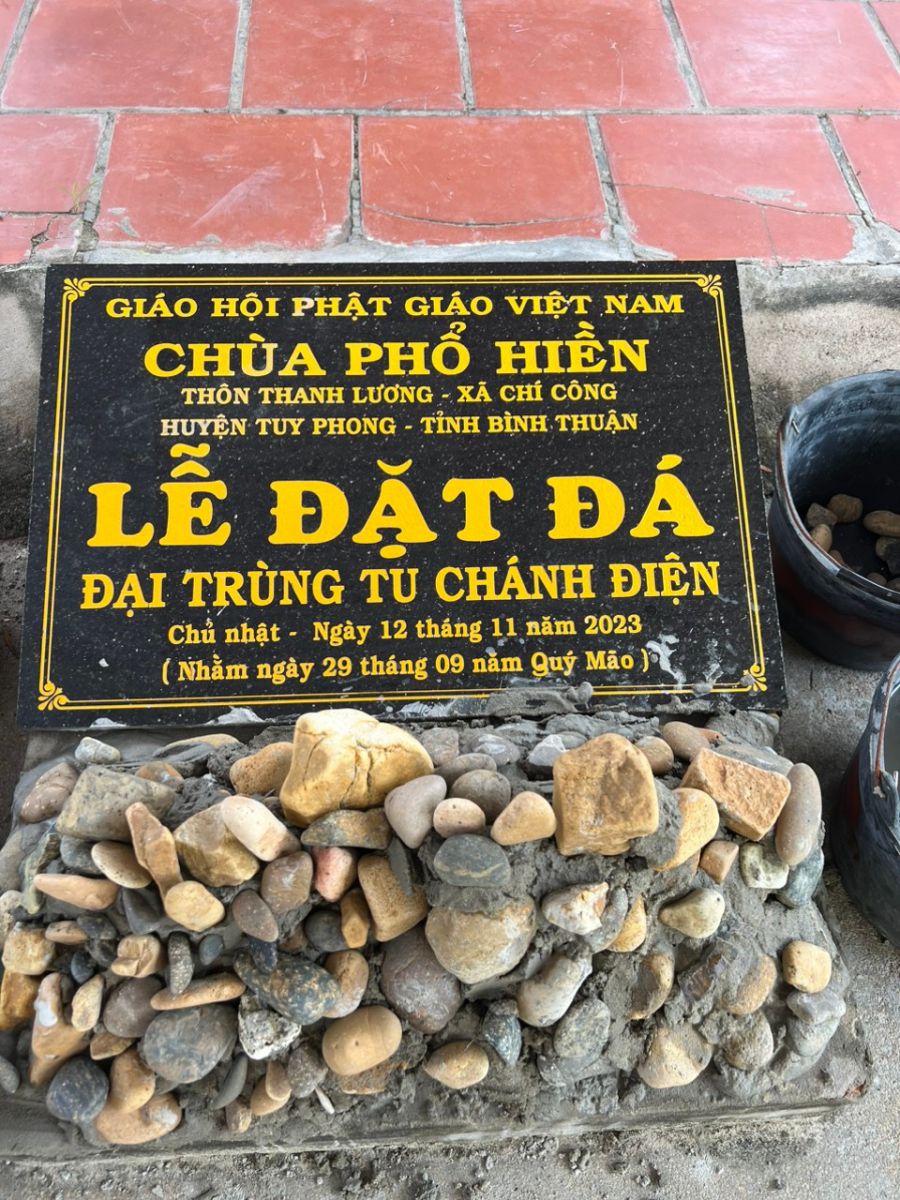 GIÁO HỘI PHẬT GIÁO VIỆT NAM
CHÙA PHỔ HIỀN
THÔN THANH LƯƠNG - XÃ CHÍ CÔNG
HUYỆN TUY PHONG - TỈNH BÌNH THUẬN
LỄ ĐẶT ĐÁ
ĐẠI TRÙNG TU CHÁNH ĐIỆN
Chủ nhật - Ngày 12 tháng 11 năm 2023
( Nhằm ngày 29 tháng 09 năm Quý Mão )